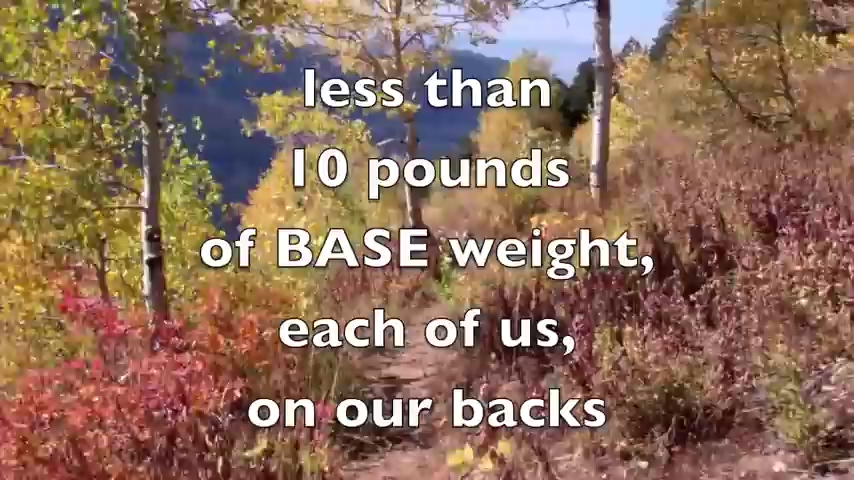 less than
10 pounds
of BASE weight,
each of us,
on our backs